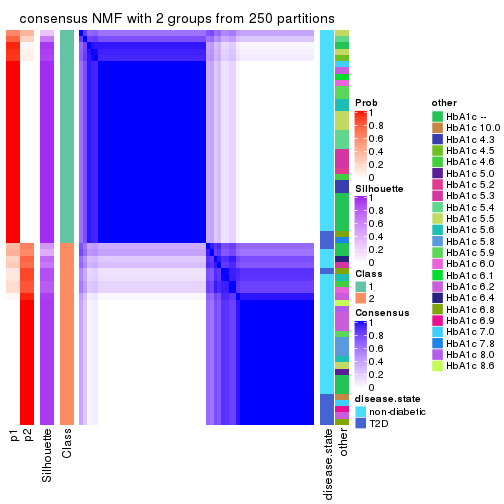 consensus NMF with 2 groups from 250 partitions
p1
p2
Silhouette
Class
disease.state
other
Prob
1
0.8
0.6
0.4
0.2
0
Silhouette
1
0.8
0.6
0.4
0.2
0
Class
1
2
Consensus
1
0.8
0.6
0.4
0.2
0
disease.state
non-diabetic
T2D
other
HbA1c --
HbA1c 10.0
HbA1c 4.3
HbA1c 4.5
HbA1c 4.6
HbA1c 5.0
HbA1c 5.2
HbA1c 5.3
HbA1c 5.4
HbA1c 5.5
HbA1c 5.6
HbA1c 5.8
HbA1c 5.9
HbA1c 6.0
HbA1c 6.1
HbA1c 6.2
HbA1c 6.4
HbA1c 6.8
HbA1c 6.9
HbA1c 7.0
HbA1c 7.8
HbA1c 8.0
HbA1c 8.6